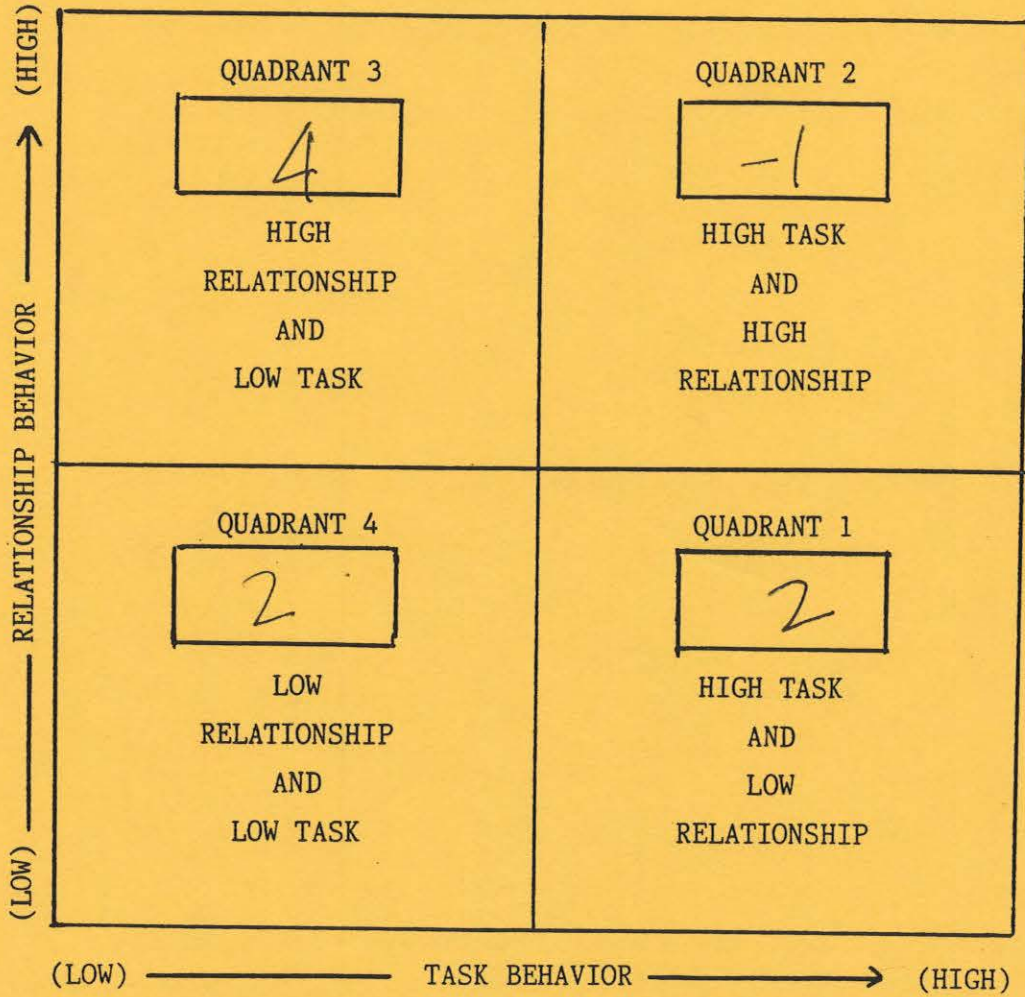 (HIGH)
RELATIONSHIP BEHAVIOR
(LOW)
QUADRANT 3
4
HIGH
RELATIONSHIP
AND
LOW TASK
QUADRANT 2
-1
HIGH TASK
AND
HIGH
RELATIONSHIP
QUADRANT 4
2
LOW
RELATIONSHIP
AND
LOW TASK
QUADRANT 1
2
HIGH TASK
AND
LOW
RELATIONSHIP
(LOW) TASK BEHAVIOR (HIGH)